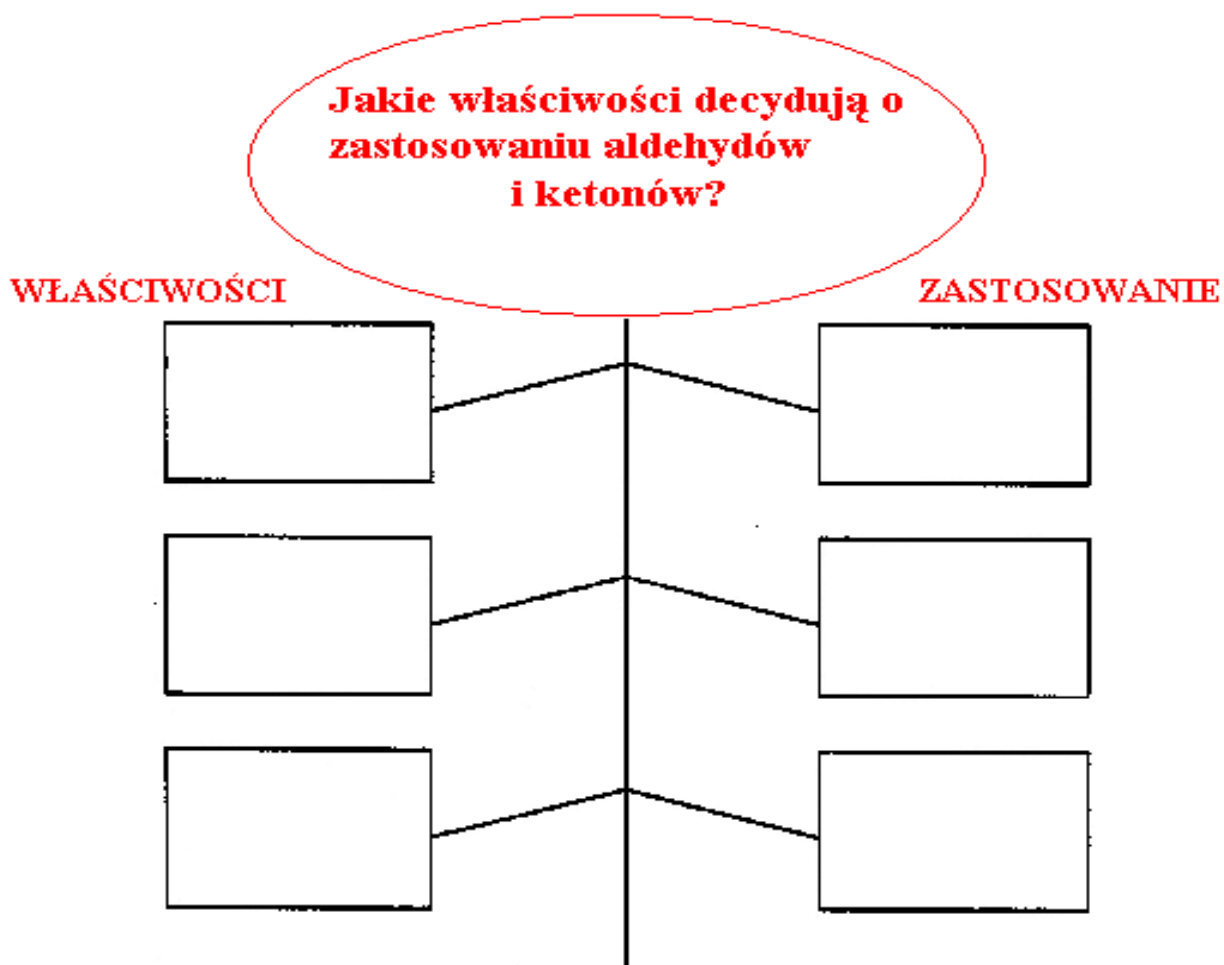 Jakie właściwości decydują o
zastosowaniu aldehydów
i ketonów?
WŁAŚCIWOŚCI
ZASTOSOWANIE